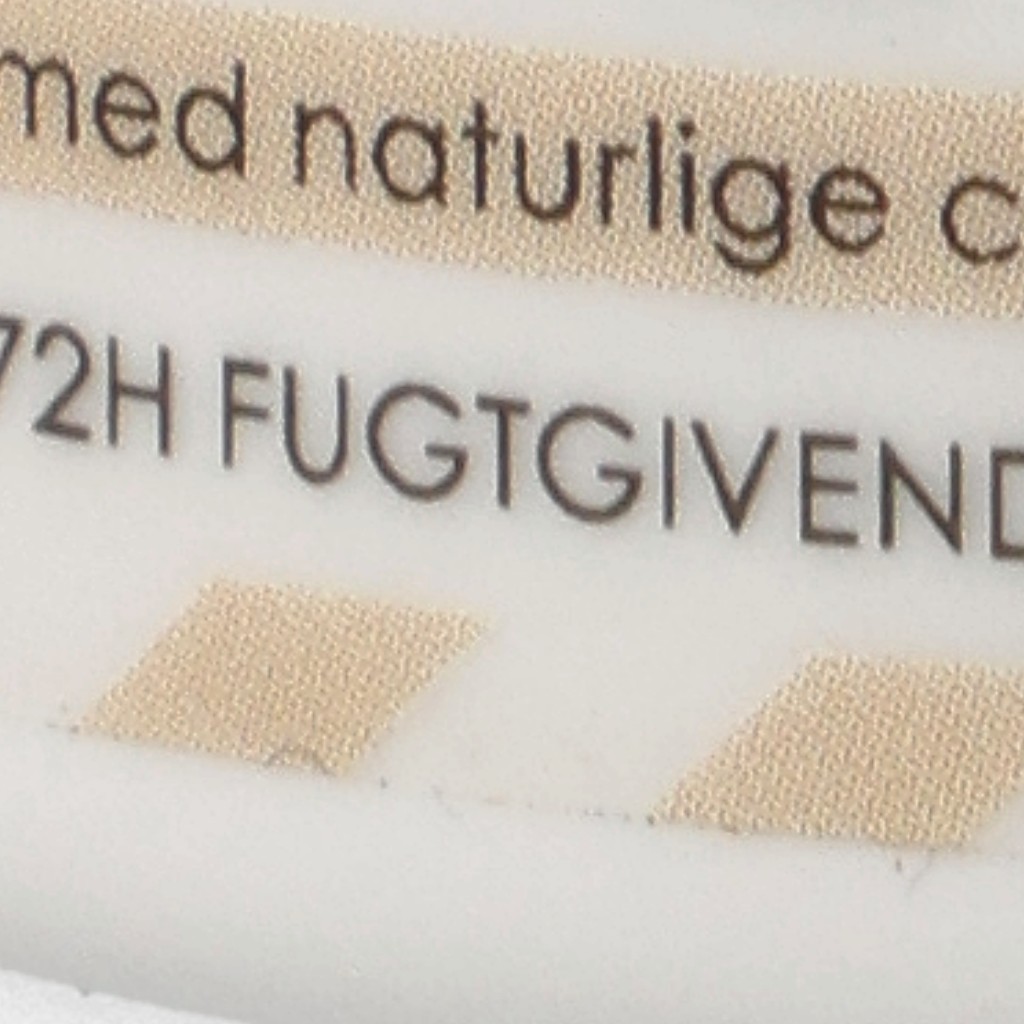 med naturlige
72H FUGTGIVEND